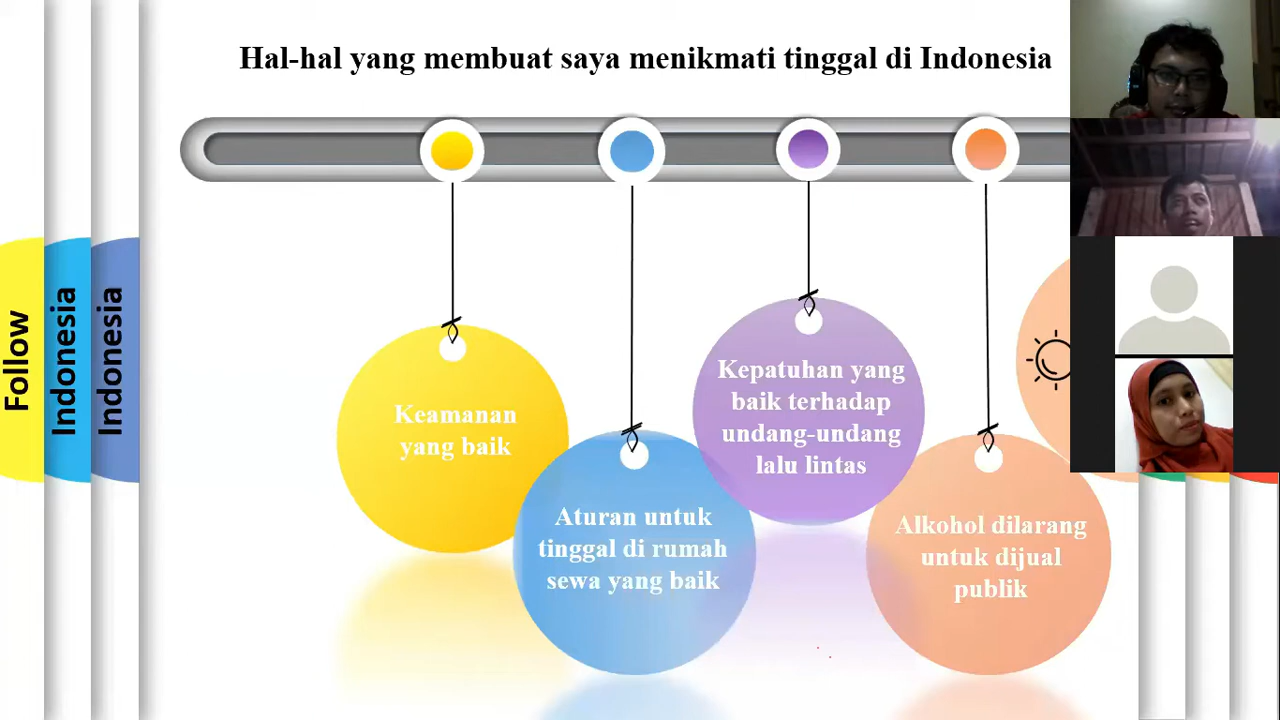 Hal-hal yang membuat saya menikmati tinggal di Indonesia
Follow
Indonesia
Indonesia
Keamanan
yang baik
Aturan untuk
tinggal di rumah
sewa yang baik
Kepatuhan yang
baik terhadap
undang-undang
lalu lintas
Alkohol dilarang
untuk dijual
publik